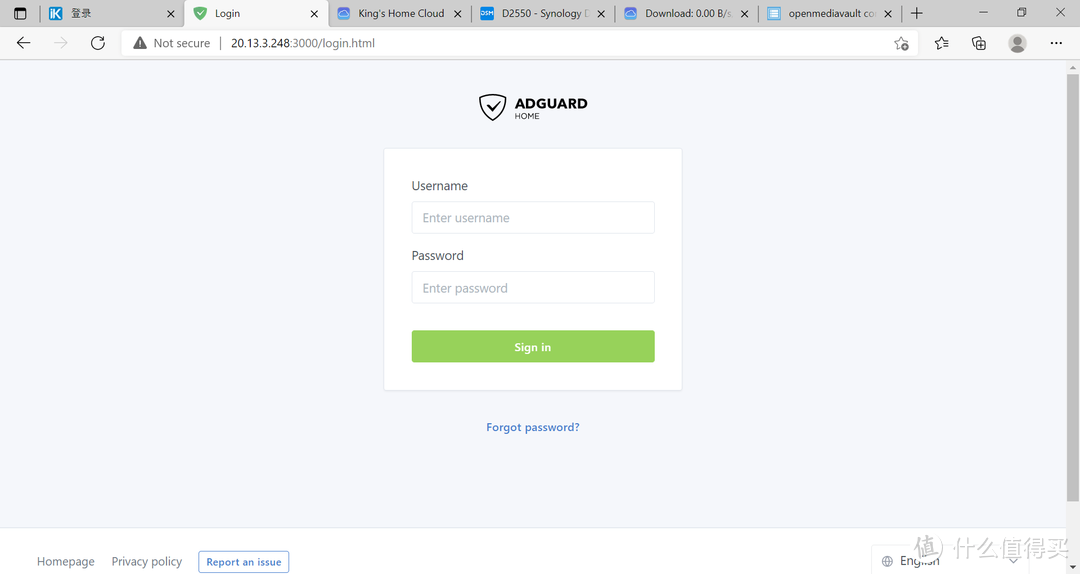 登录
Login
King's Home Cloud
D2550 - Synology D
Download: 0.00 B/s
openmediavault co
Not secure
20.13.3.248:3000/login.html
ADGUARD
HOME
Username
Enter username
Password
Enter password
Sign in
Forgot password?
Homepage
Privacy policy
Report an issue
English
值 什么值得买